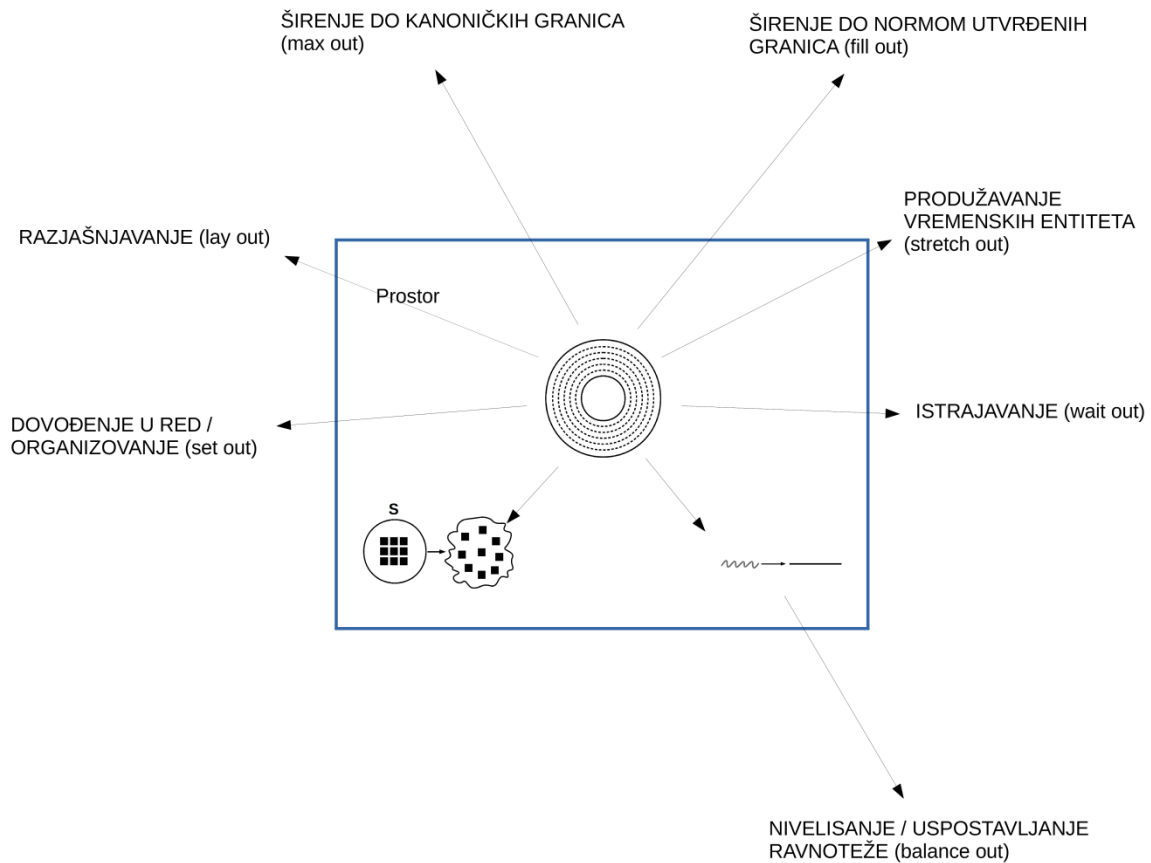 ŠIRENJE DO KANONIČKIH GRANICA
(max out)
ŠIRENJE DO NORMOM UTVRĐENIH
GRANICA (fill out)
PRODUŽAVANJE
VREMENSKIH ENTITETA
(stretch out)
RAZJAŠNJAVANJE (lay out)
Prostor
ISTRAJAVANJE (wait out)
DOVOĐENJE U RED /
ORGANIZOVANJE (set out)
S
NIVELISANJE / USPOSTAVLJANJE
RAVNOTEŽE (balance out)